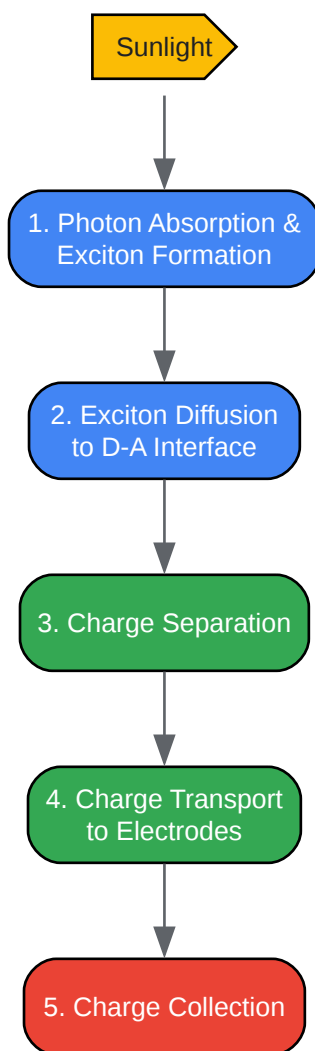 Sunlight
1. Photon Absorption &
Exciton Formation
2. Exciton Diffusion
to D-A Interface
3. Charge Separation
4. Charge Transport
to Electrodes
5. Charge Collection